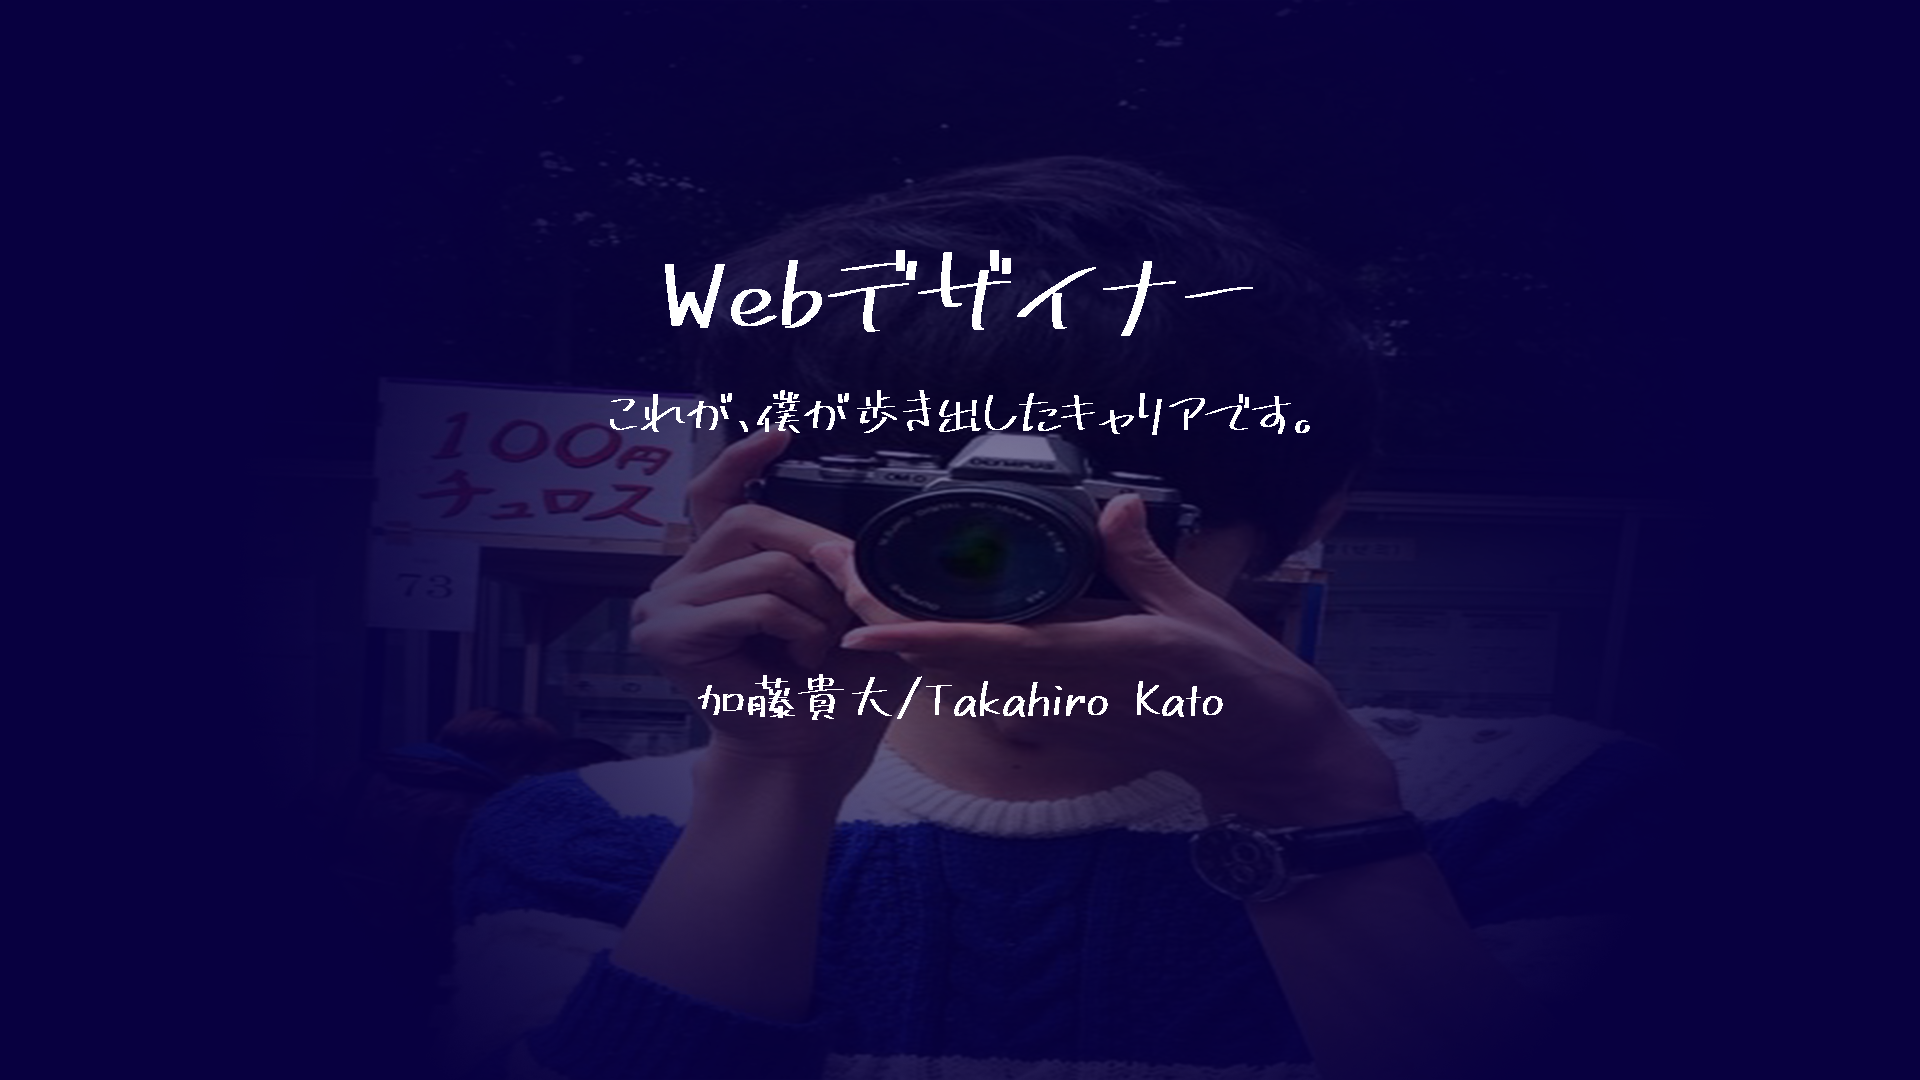 Webデザイナー
これが、僕が歩き出したキャリアです。
100円
チュロス
OLYMPUS
OM-D
73
加藤貴大/Takahiro Kato